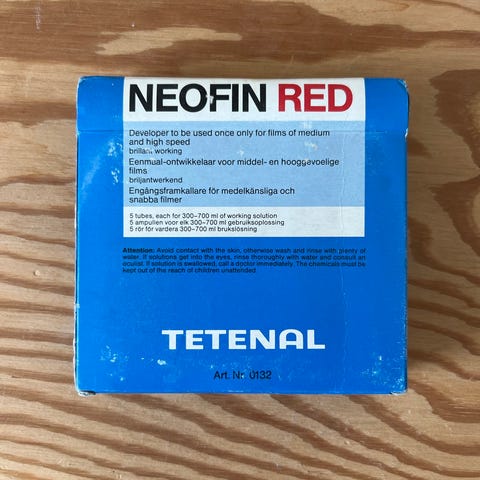 NEOFIN RED
Developer to be used once only for films of medium
and high speed
brillant working
Eenmual-ontwikkelaar voor middel- en hooggevoelige
films
briljantwerkend
Engångsframkallare för medelkänsliga och
snabba filmer
5 tubes, each for 300–700 ml of working solution
5 ampullen voor elk 300–700 ml gebruiksoplossing
5 rör för vardera 300–700 ml brukslösning
Attention: Avoid contact with the skin, otherwise wash and rinse with plenty of
water. If solutions get into the eyes, rinse thoroughly with water and consult an
oculist. If solution is swallowed, call a doctor immediately. The chemicals must be
kept out of the reach of children unattended.
TETENAL
Art. Nr. 0132